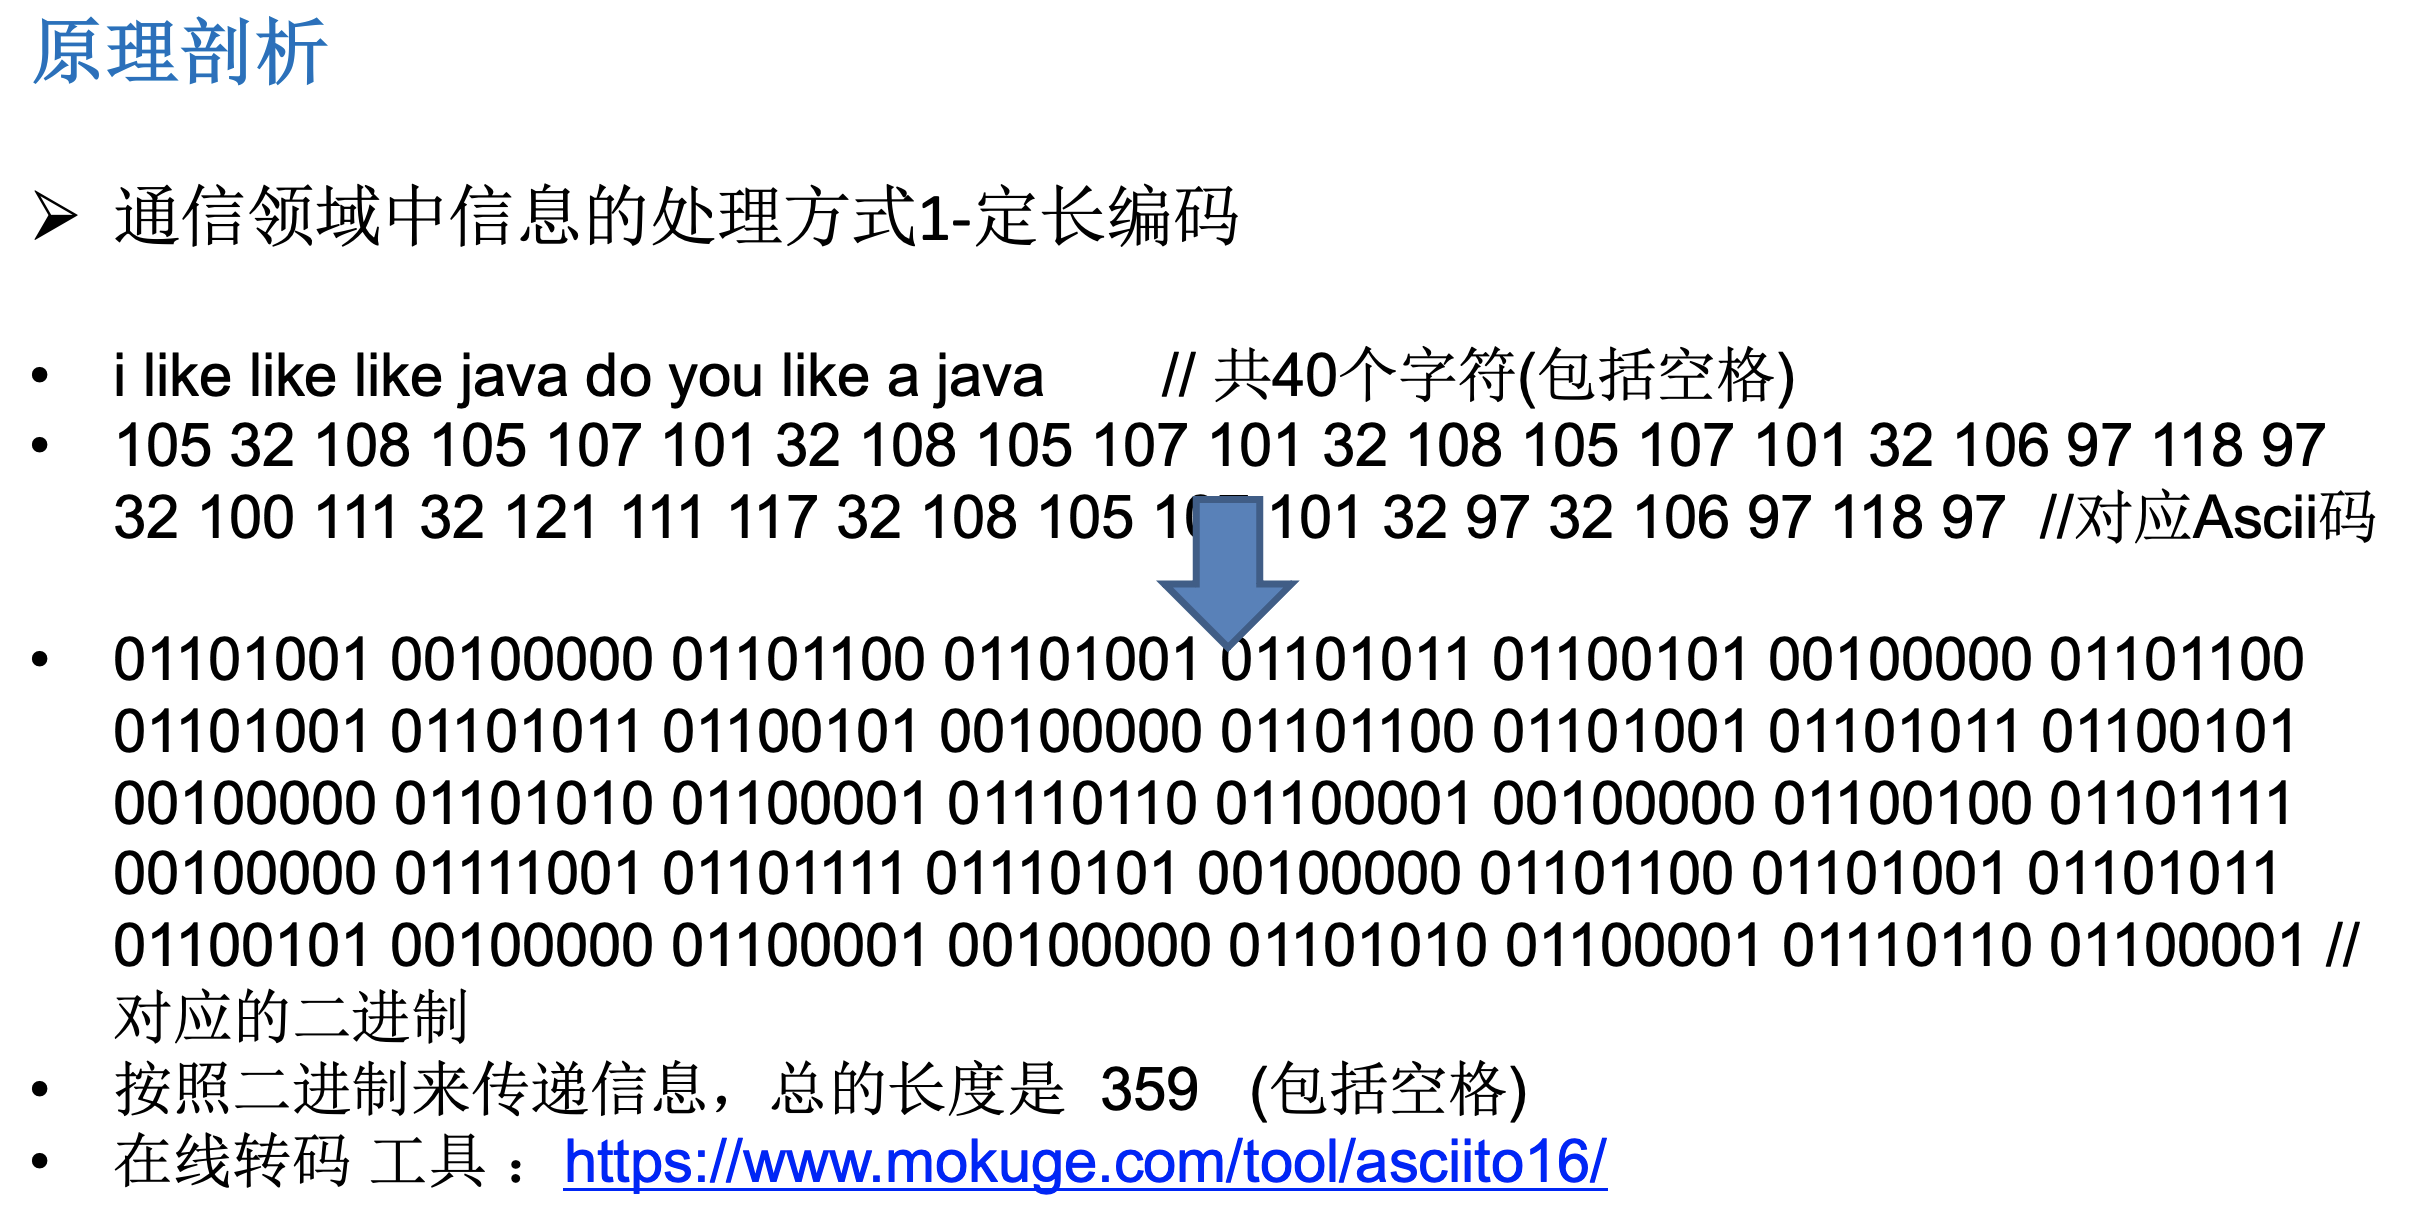 原理剖析
➢ 通信领域中信息的处理方式1-定长编码
• i like like like java do you like a java // 共40个字符(包括空格)
• 105 32 108 105 107 101 32 108 105 107 101 32 108 105 107 101 32 106 97 118 97
32 100 111 32 121 111 117 32 108 105 101 32 97 32 106 97 118 97 //对应Ascii码
• 01101001 00100000 01101100 01101001 01101011 01100101 00100000 01101100
01101001 01101011 01100101 00100000 01101100 01101001 01101011 01100101
00100000 01101010 01100001 01110110 01100001 00100000 01100100 01101111
00100000 01111001 01101111 01110101 00100000 01101100 01101001 01101011
01100101 00100000 01100001 00100000 01101010 01100001 01110110 01100001 //
对应的二进制
• 按照二进制来传递信息，总的长度是 359 (包括空格)
• 在线转码 工具 ：https://www.mokuge.com/tool/asciito16/